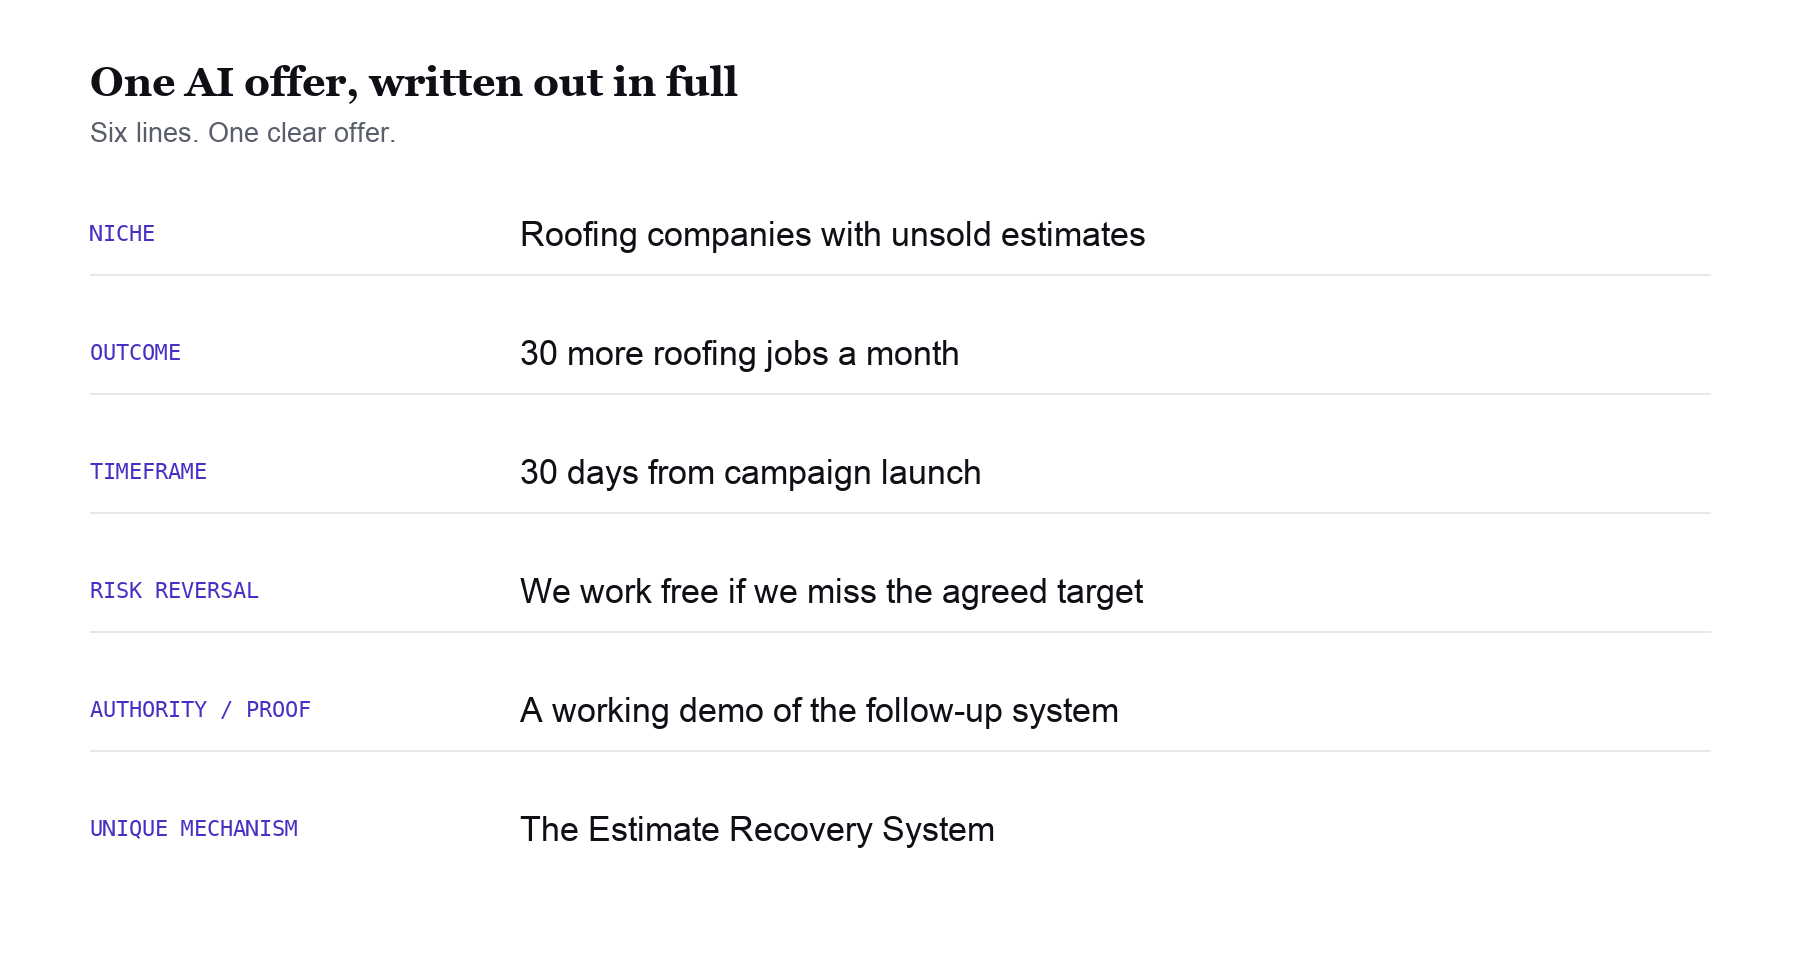 One AI offer, written out in full
Six lines. One clear offer.
NICHE
Roofing companies with unsold estimates
OUTCOME
30 more roofing jobs a month
TIMEFRAME
30 days from campaign launch
RISK REVERSAL
We work free if we miss the agreed target
AUTHORITY / PROOF
A working demo of the follow-up system
UNIQUE MECHANISM
The Estimate Recovery System